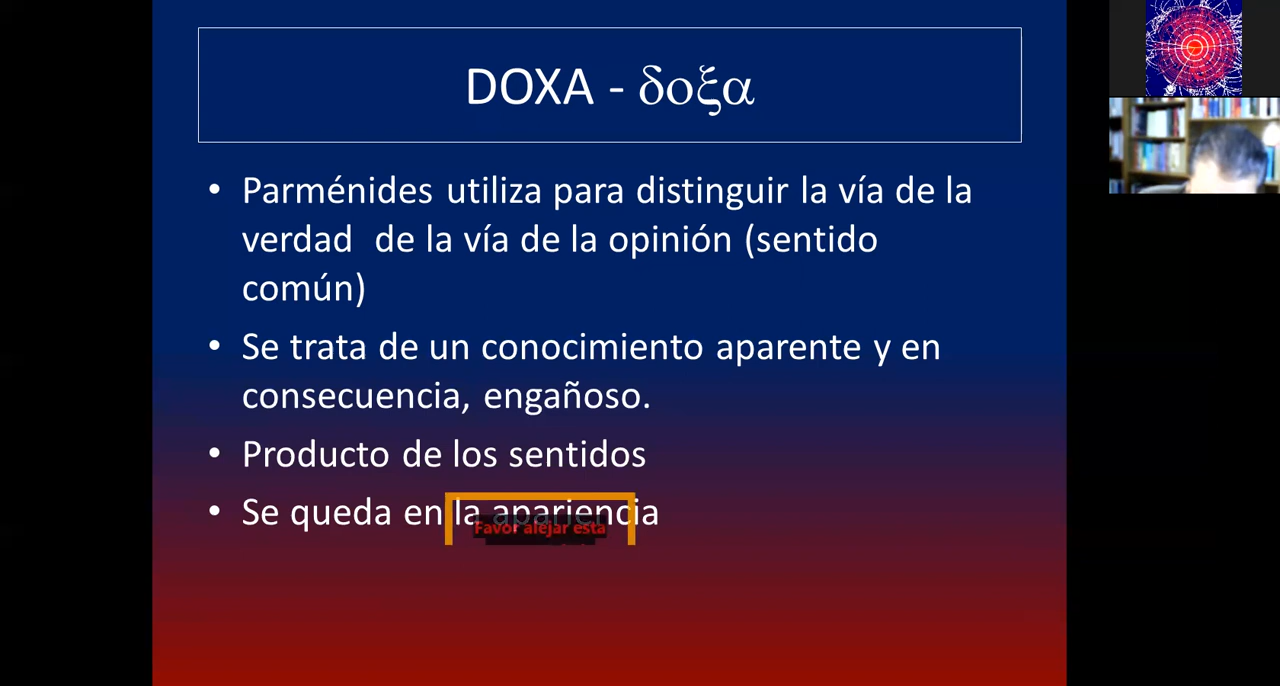 DOXA - δοξα
• Parménides utiliza para distinguir la vía de la
verdad de la vía de la opinión (sentido
común)
• Se trata de un conocimiento aparente y en
consecuencia, engañoso.
• Producto de los sentidos
• Se queda en la apariencia
Favor alejar esta